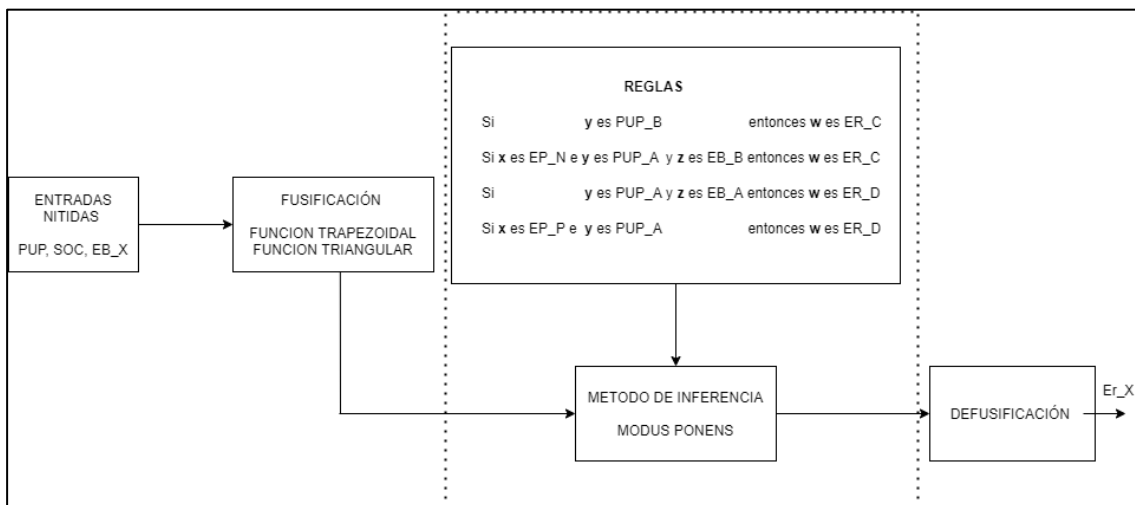 ENTRADAS
NITIDAS
PUP, SOC, EB_X
FUSIFICACIÓN
FUNCION TRAPEZOIDAL
FUNCION TRIANGULAR
REGLAS
Si y es PUP_B entonces w es ER_C
Si x es EP_N e y es PUP_A y z es EB_B entonces w es ER_C
Si y es PUP_A y z es EB_A entonces w es ER_D
Si x es EP_P e y es PUP_A entonces w es ER_D
METODO DE INFERENCIA
MODUS PONENS
DEFUSIFICACIÓN
Er_X